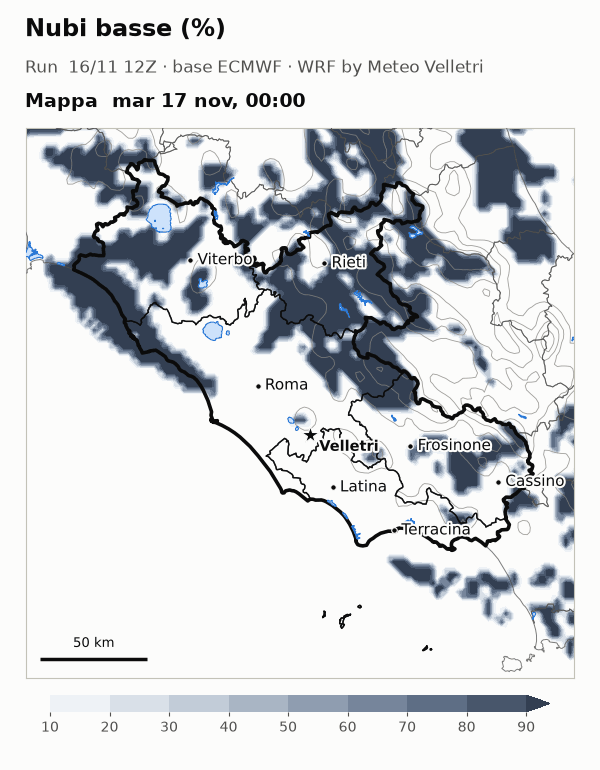 Nubi basse (%)
Run 16/11 12Z · base ECMWF · WRF by Meteo Velletri
Mappa mar 17 nov, 00:00
Viterbo
Rieti
Roma
Velletri
Frosinone
Cassino
Latina
Terracina
50 km
10 20 30 40 50 60 70 80 90